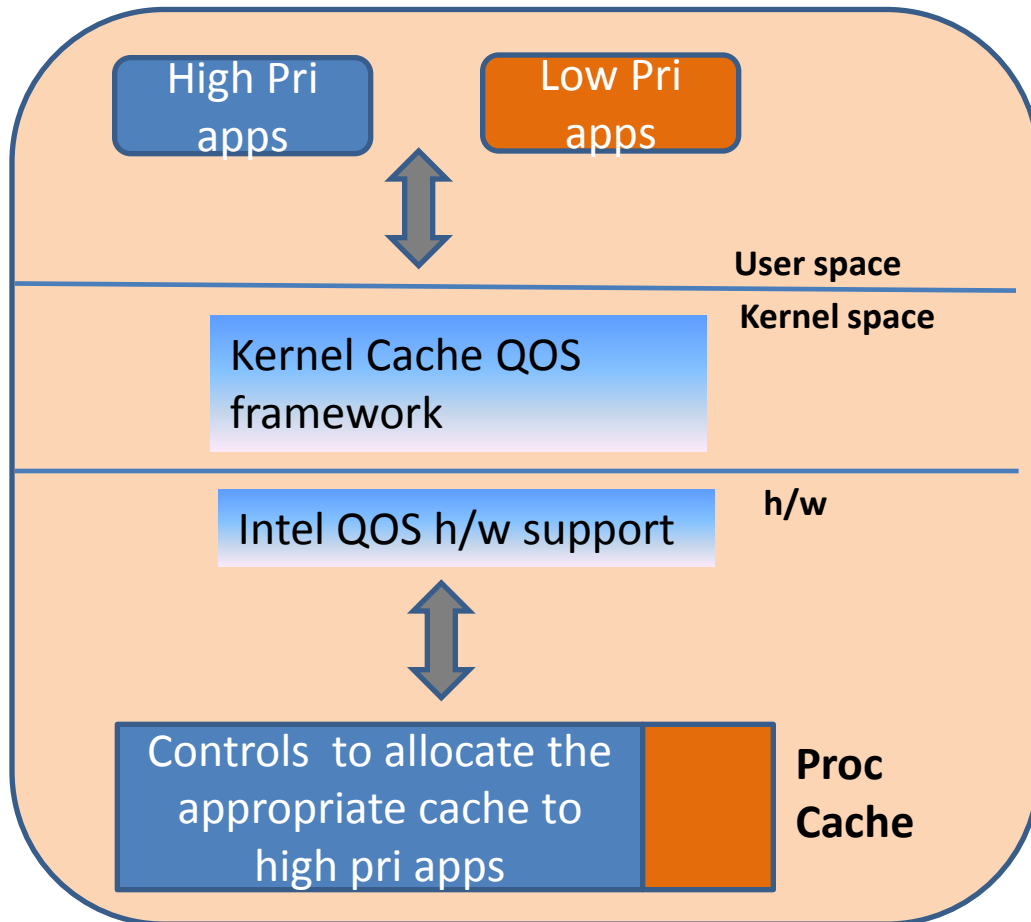 High Pri
apps
Low Pri
apps
User space
Kernel space
Kernel Cache QOS
framework
h/w
Intel QOS h/w support
Controls to allocate the
appropriate cache to
high pri apps
Proc
Cache